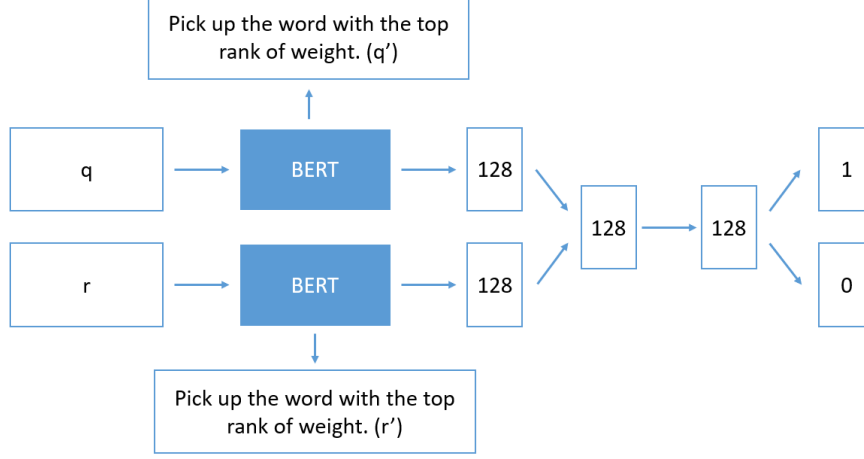 Pick up the word with the top
rank of weight. (q’)
q
BERT
128
1
128
128
r
BERT
128
0
Pick up the word with the top
rank of weight. (r’)